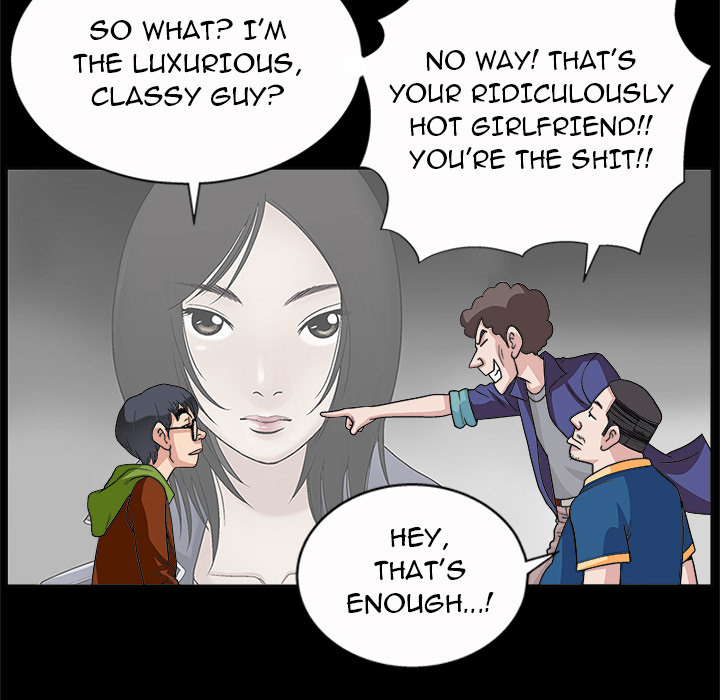 SO WHAT? I'M
THE LUXURIOUS,
CLASSY GUY?
NO WAY! THAT'S
YOUR RIDICULOUSLY
HOT GIRLFRIEND!!
YOU'RE THE SHIT!!
HEY,
THAT'S
ENOUGH...!